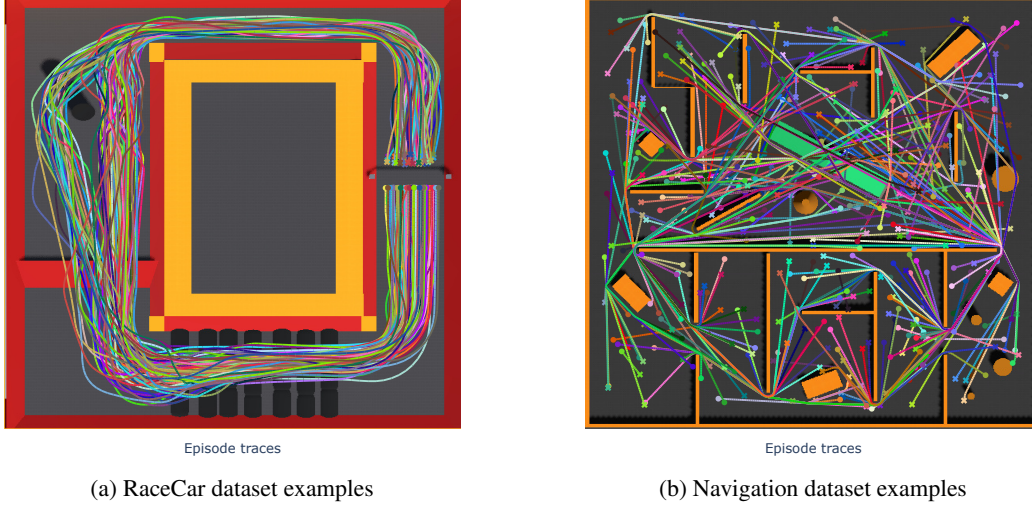 Episode traces
Episode traces
(a) RaceCar dataset examples
(b) Navigation dataset examples